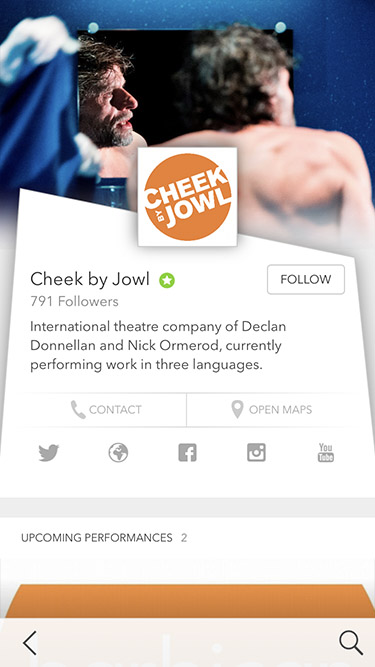 CHEEK
BY JOWL
Cheek by Jowl
FOLLOW
791 Followers
International theatre company of Declan
Donnellan and Nick Ormerod, currently
performing work in three languages.
CONTACT
OPEN MAPS
You
Tube
UPCOMING PERFORMANCES 2